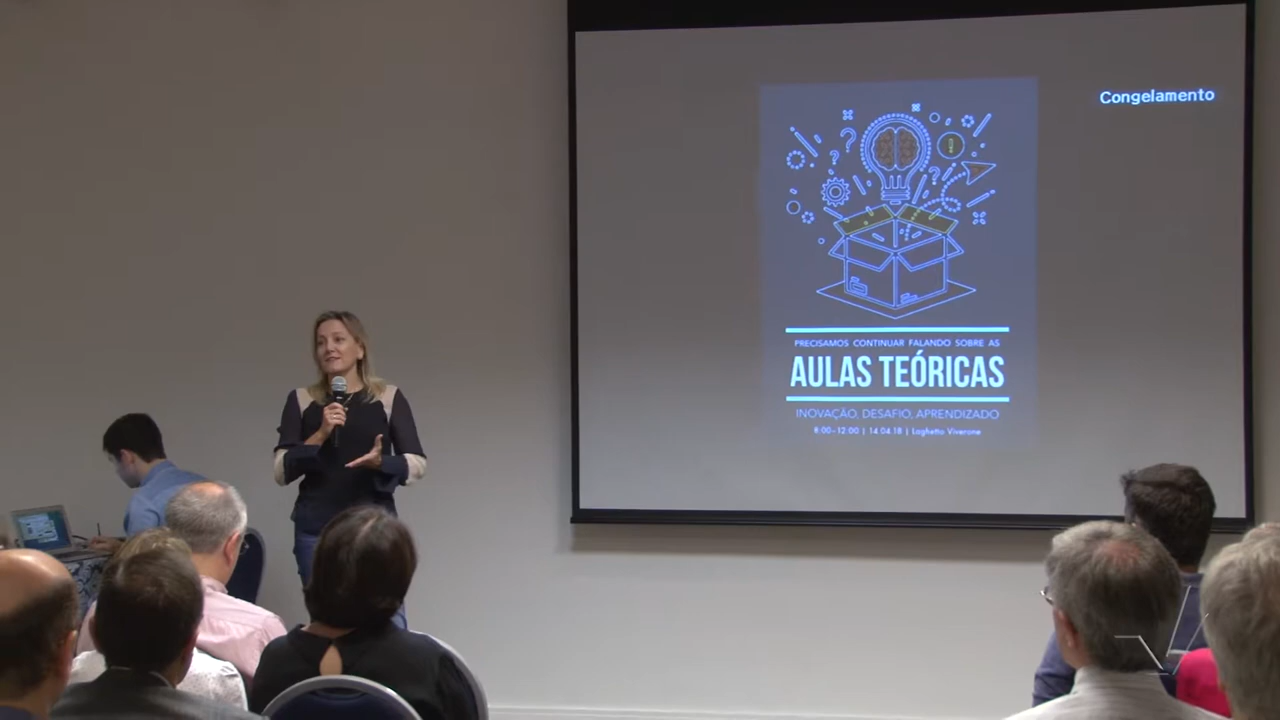 Congelamento
PRECISAMOS CONTINUAR FALANDO SOBRE AS
AULAS TEÓRICAS
INOVAÇÃO, DESAFIO, APRENDIZADO
8:00-12:00 | 14.04.18 | Laghetto Viverone